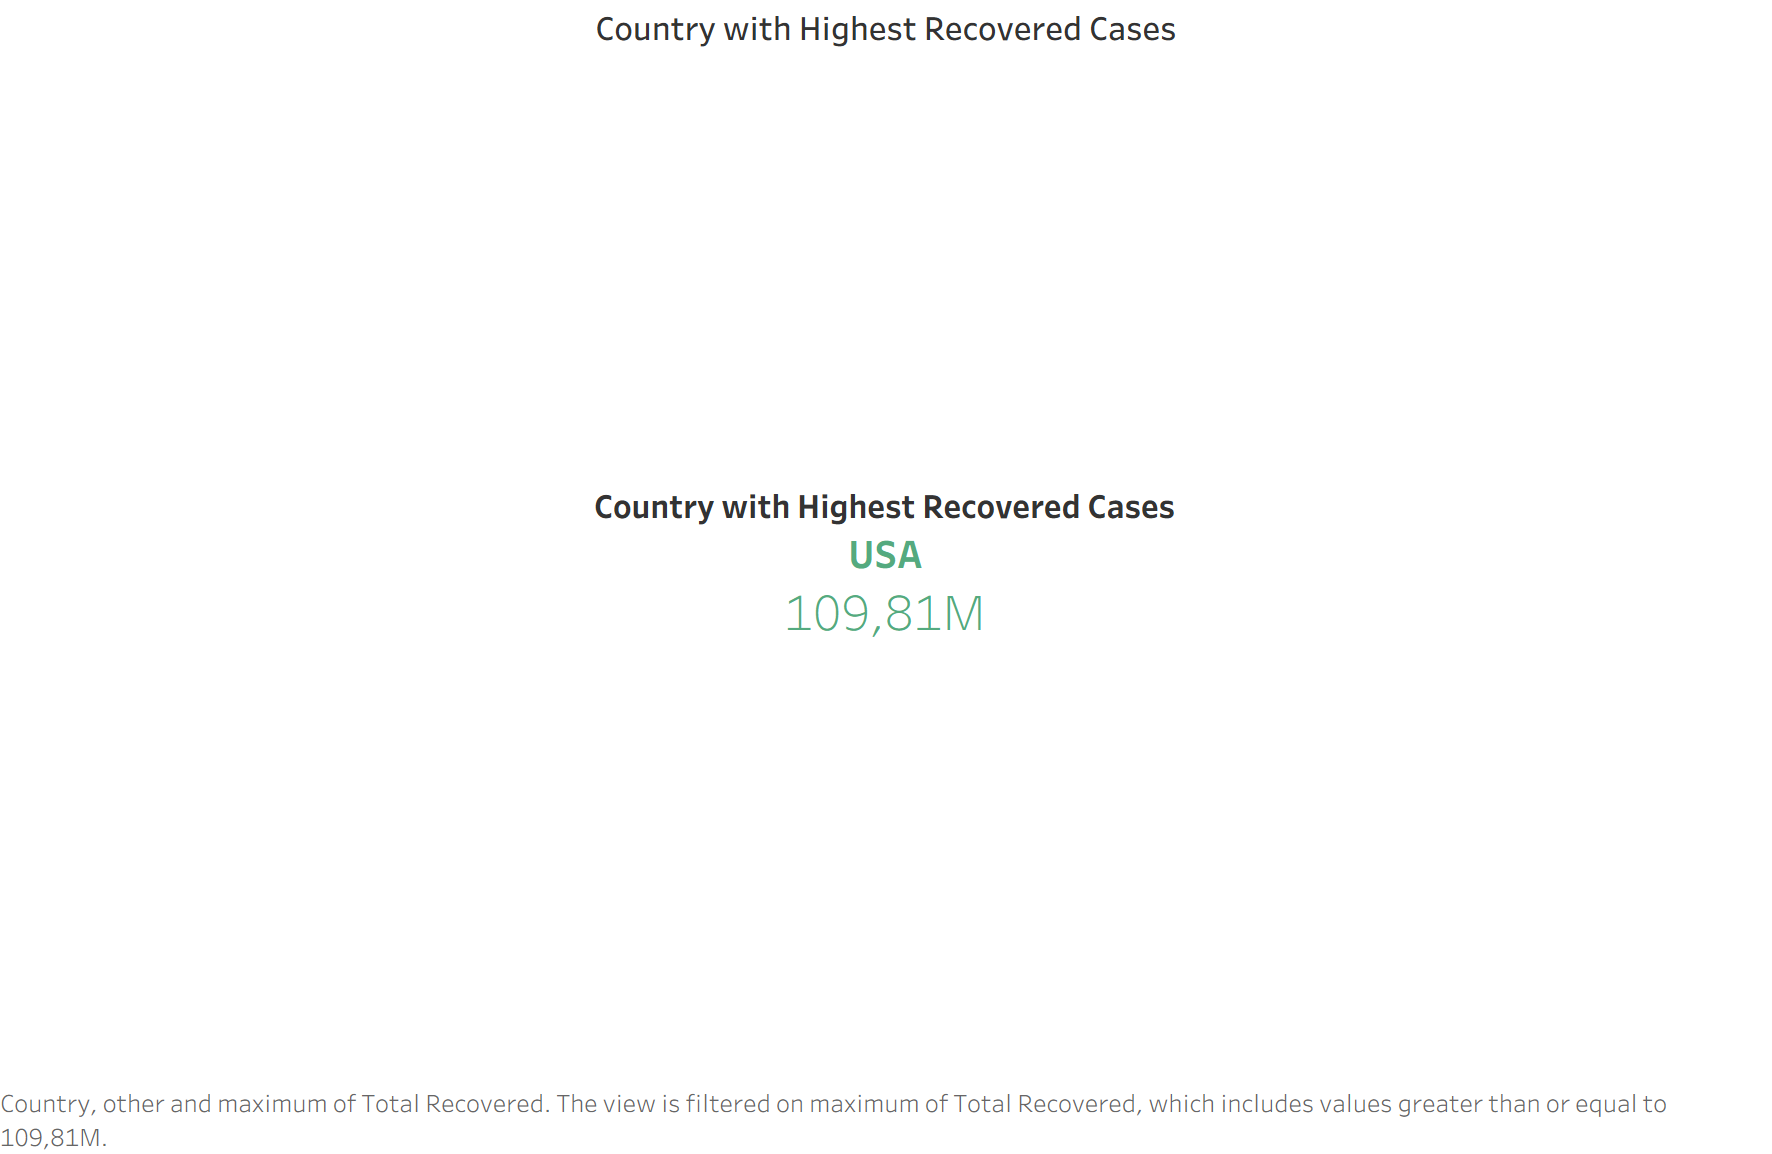 Country with Highest Recovered Cases
Country with Highest Recovered Cases
USA
109,81M
Country, other and maximum of Total Recovered. The view is filtered on maximum of Total Recovered, which includes values greater than or equal to
109,81M.